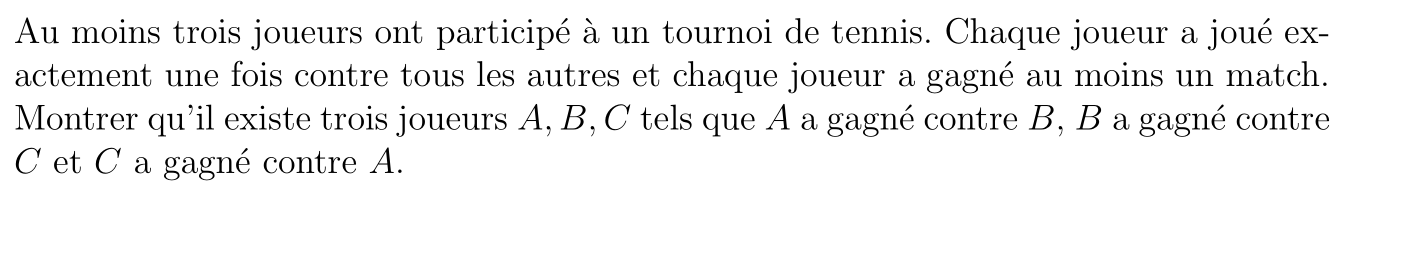 Au moins trois joueurs ont participé à un tournoi de tennis. Chaque joueur a joué ex-
actement une fois contre tous les autres et chaque joueur a gagné au moins un match.
Montrer qu'il existe trois joueurs A, B, C tels que A a gagné contre B, B a gagné contre
C et C a gagné contre A.